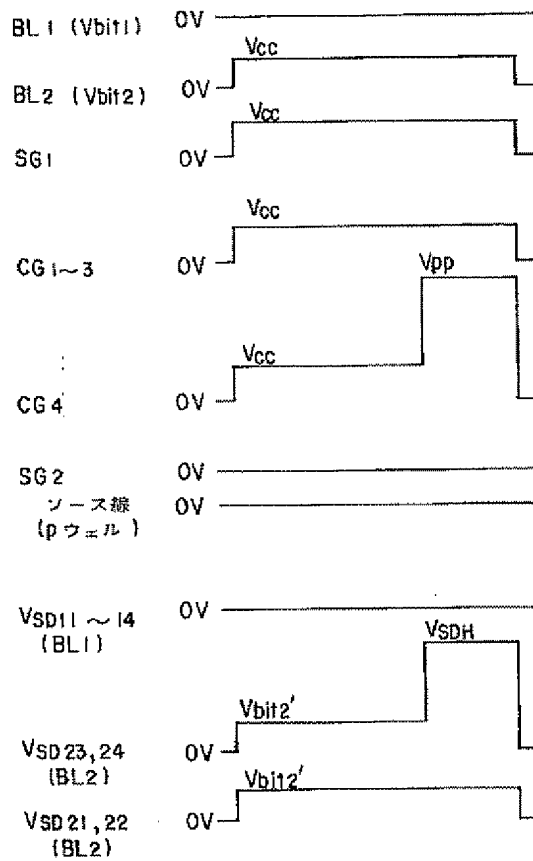 BL1 (Vbit1) 0V
Vcc
BL2 (Vbit2) 0V
Vcc
SG1 0V
Vcc
CG1~3 0V
Vpp
Vcc
CG4 0V
SG2 0V
ソース線 0V
(pウェル)
VSD11~14 0V
(BL1)
VSDH
Vbit2'
VSD23,24 0V
(BL2)
Vbit2'
VSD21,22 0V
(BL2)